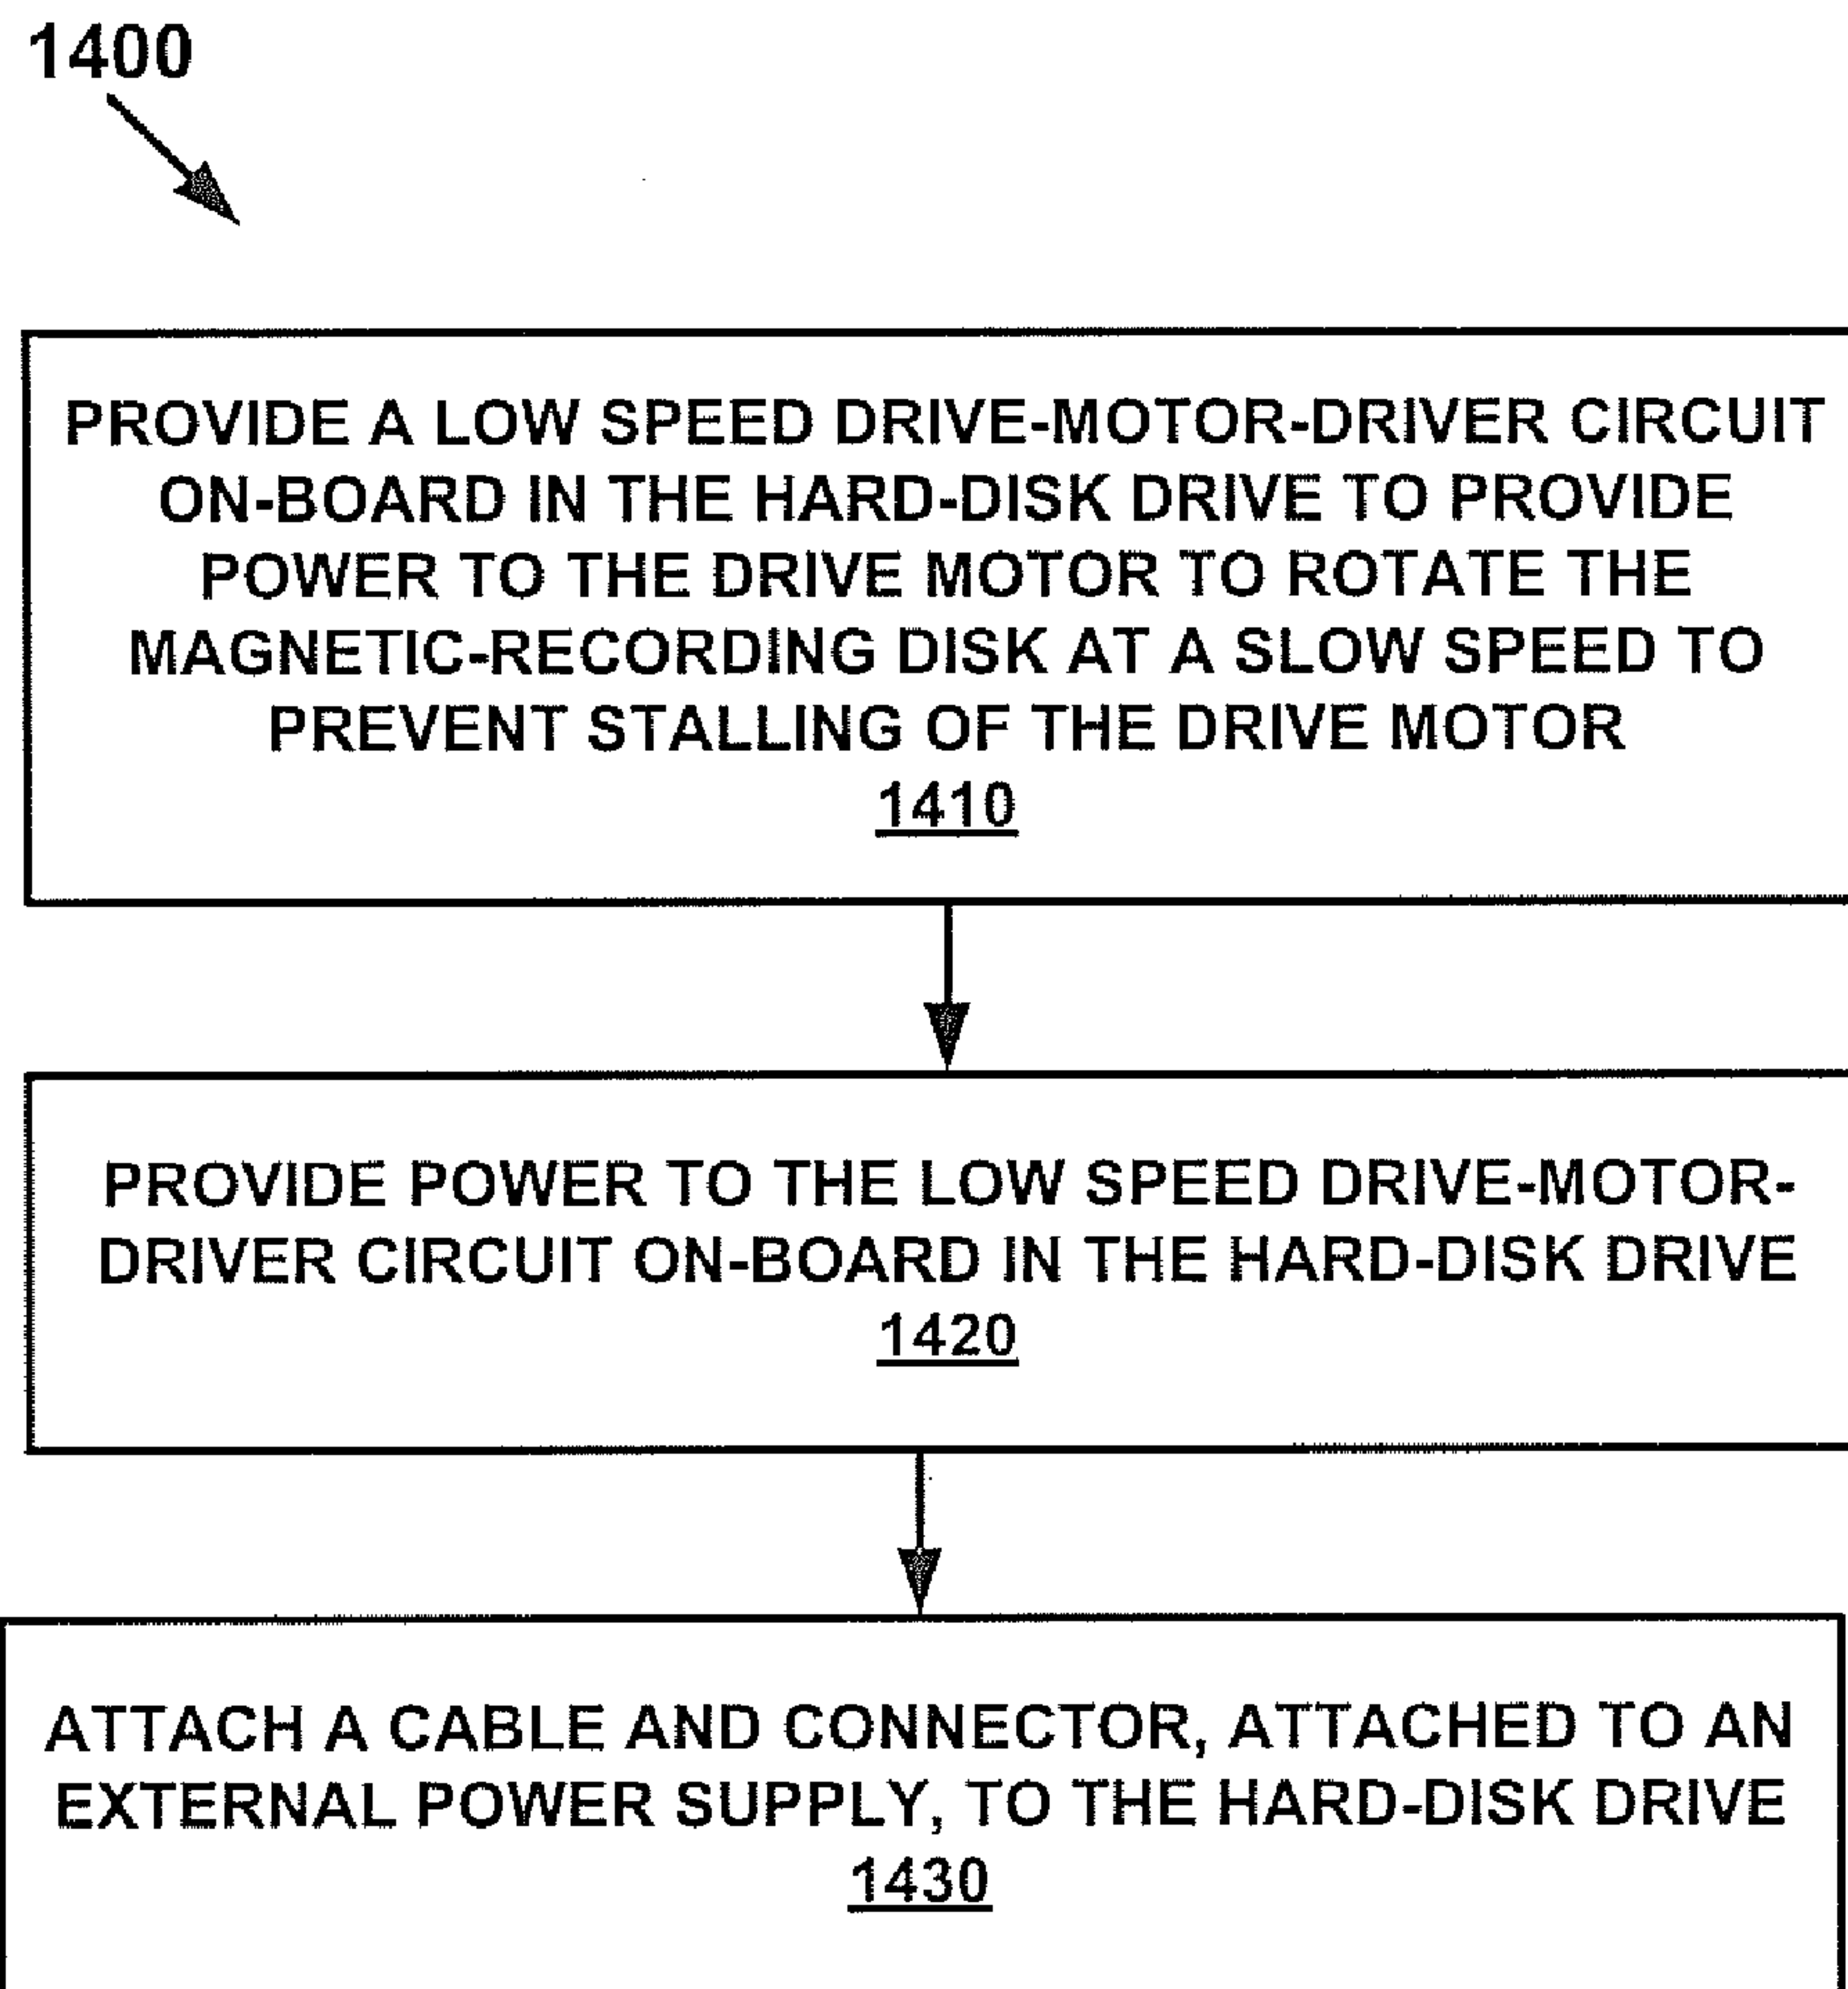 1400
PROVIDE A LOW SPEED DRIVE-MOTOR-DRIVER CIRCUIT
ON-BOARD IN THE HARD-DISK DRIVE TO PROVIDE
POWER TO THE DRIVE MOTOR TO ROTATE THE
MAGNETIC-RECORDING DISK AT A SLOW SPEED TO
PREVENT STALLING OF THE DRIVE MOTOR
1410
PROVIDE POWER TO THE LOW SPEED DRIVE-MOTOR-
DRIVER CIRCUIT ON-BOARD IN THE HARD-DISK DRIVE
1420
ATTACH A CABLE AND CONNECTOR, ATTACHED TO AN
EXTERNAL POWER SUPPLY, TO THE HARD-DISK DRIVE
1430